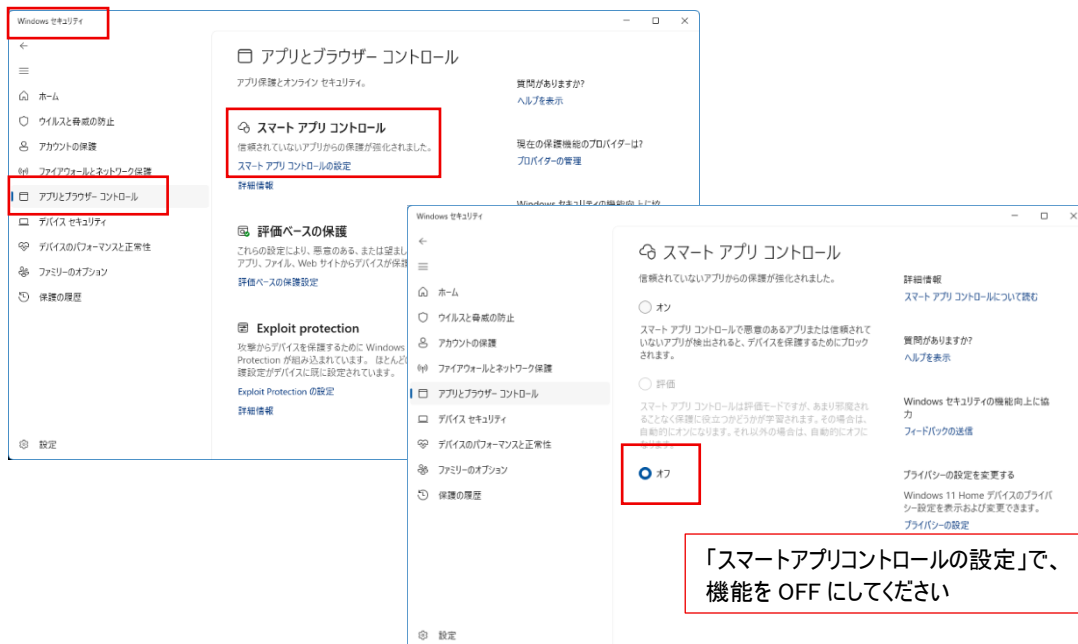 Windows セキュリティ
ホーム
ウイルスと脅威の防止
アカウントの保護
ファイアウォールとネットワーク保護
アプリとブラウザー コントロール
デバイス セキュリティ
デバイスのパフォーマンスと正常性
ファミリーのオプション
保護の履歴
設定
アプリとブラウザー コントロール
アプリ保護とオンライン セキュリティ。
スマート アプリ コントロール
信頼されていないアプリからの保護が強化されました。
スマート アプリ コントロールの設定
詳細情報
評価ベースの保護
これらの設定により、悪意のある、または望まし
アプリ、ファイル、Web サイトからデバイスが保護
評価ベースの保護設定
Exploit protection
攻撃からデバイスを保護するために Windows
Protection が組み込まれています。 ほとんど
護設定がデバイスに既に設定されています。
Exploit Protection の設定
詳細情報
質問がありますか?
ヘルプを表示
現在の保護機能のプロバイダーは?
プロバイダーの管理
Windows セキュリティの機能向上に協
Windows セキュリティ
ホーム
ウイルスと脅威の防止
アカウントの保護
ファイアウォールとネットワーク保護
アプリとブラウザー コントロール
デバイス セキュリティ
デバイスのパフォーマンスと正常性
ファミリーのオプション
保護の履歴
設定
スマート アプリ コントロール
信頼されていないアプリからの保護が強化されました。
オン
スマート アプリ コントロールで悪意のあるアプリまたは信頼されて
いないアプリが検出されると、デバイスを保護するためにブロック
されます。
評価
スマート アプリ コントロールは評価モードですが、あまり邪魔され
ることなく保護に役立つかどうかが学習されます。その場合は、
自動的にオンになります。それ以外の場合は、自動的にオフに
なります。
オフ
詳細情報
スマート アプリ コントロールについて読む
質問がありますか?
ヘルプを表示
Windows セキュリティの機能向上に協
力
フィードバックの送信
プライバシーの設定を変更する
Windows 11 Home デバイスのプライバ
シー設定を表示および変更できます。
プライバシーの設定
「スマートアプリコントロールの設定」で、
機能を OFF にしてください